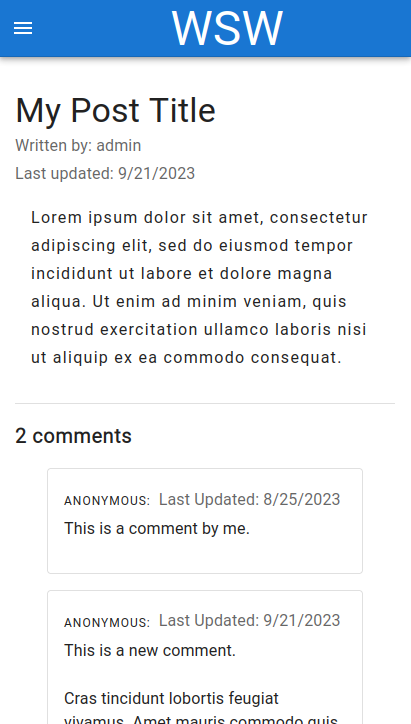 WSW
My Post Title
Written by: admin
Last updated: 9/21/2023
Lorem ipsum dolor sit amet, consectetur
adipiscing elit, sed do eiusmod tempor
incididunt ut labore et dolore magna
aliqua. Ut enim ad minim veniam, quis
nostrud exercitation ullamco laboris nisi
ut aliquip ex ea commodo consequat.
2 comments
ANONYMOUS: Last Updated: 8/25/2023
This is a comment by me.
ANONYMOUS: Last Updated: 9/21/2023
This is a new comment.
Cras tincidunt lobortis feugiat
vivamus. Amet mauris commodo quis